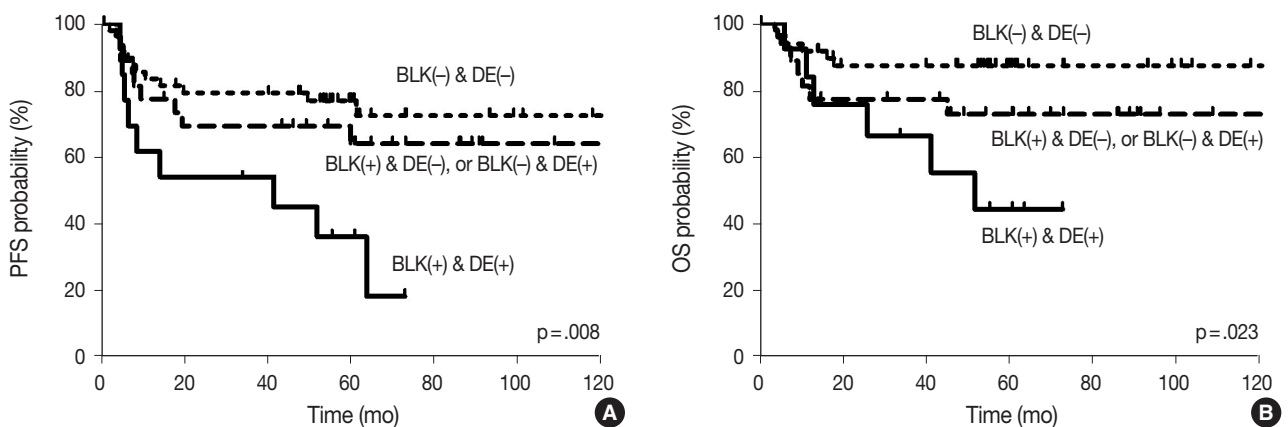 PFS probability (%)
100
80
60
40
20
0
BLK(–) & DE(–)
BLK(+) & DE(–), or BLK(–) & DE(+)
BLK(+) & DE(+)
p=.008
0 20 40 60 80 100 120
Time (mo)
A
OS probability (%)
100
80
60
40
20
0
BLK(–) & DE(–)
BLK(+) & DE(–), or BLK(–) & DE(+)
BLK(+) & DE(+)
p=.023
0 20 40 60 80 100 120
Time (mo)
B